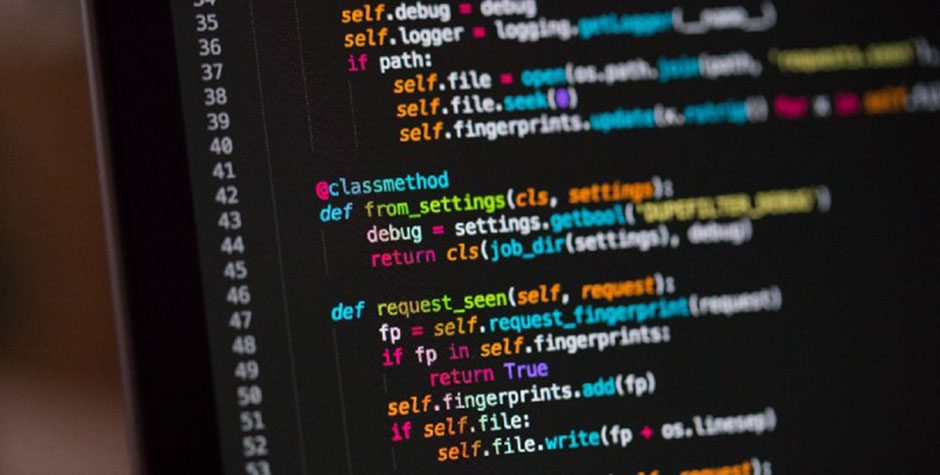 34
35 self.debug = debug
36 self.logger = logging.getLogger(__name__)
37 if path:
38 self.file = open(os.path.join(path, 'requests.seen'),
39 self.file.seek(0)
40 self.fingerprints.update(x.rstrip() for x in
41
42 @classmethod
43 def from_settings(cls, settings):
44 debug = settings.getbool('DUPEFILTER_DEBUG')
45 return cls(job_dir(settings), debug)
46
47 def request_seen(self, request):
48 fp = self.request_fingerprint(request)
49 if fp in self.fingerprints:
50 return True
51 self.fingerprints.add(fp)
52 if self.file:
53 self.file.write(fp + os.linesep)